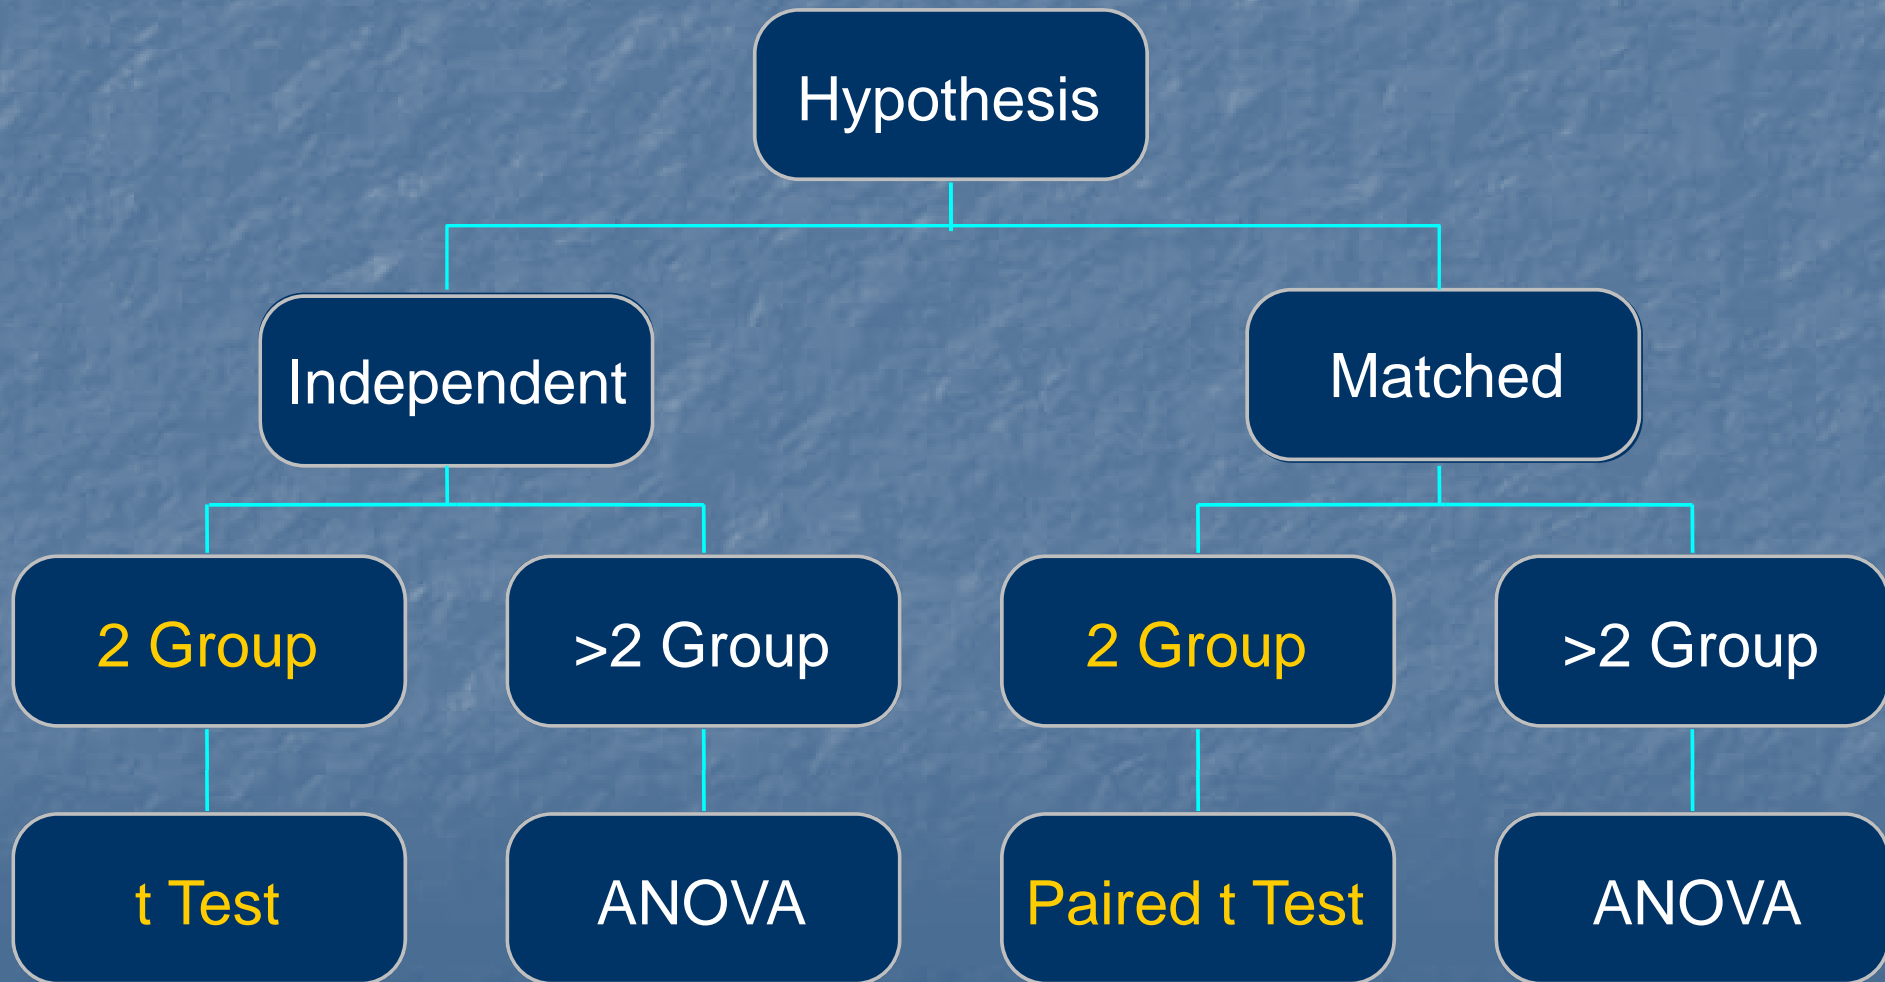 Hypothesis
Independent
Matched
2 Group
>2 Group
2 Group
>2 Group
t Test
ANOVA
Paired t Test
ANOVA